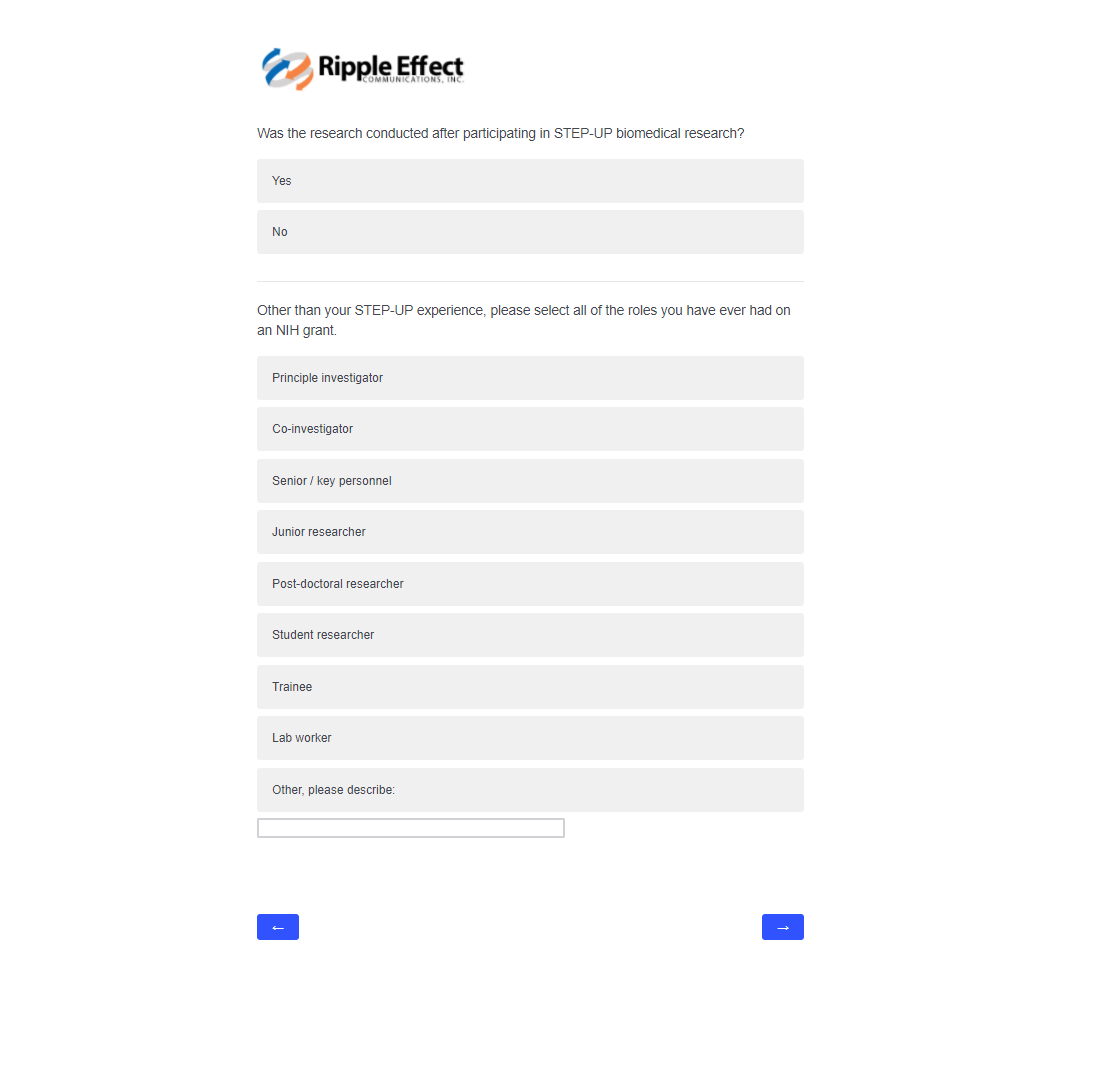 Ripple Effect
COMMUNICATIONS, INC.
Was the research conducted after participating in STEP-UP biomedical research?
Yes
No
Other than your STEP-UP experience, please select all of the roles you have ever had on
an NIH grant.
Principle investigator
Co-investigator
Senior / key personnel
Junior researcher
Post-doctoral researcher
Student researcher
Trainee
Lab worker
Other, please describe:
←
→